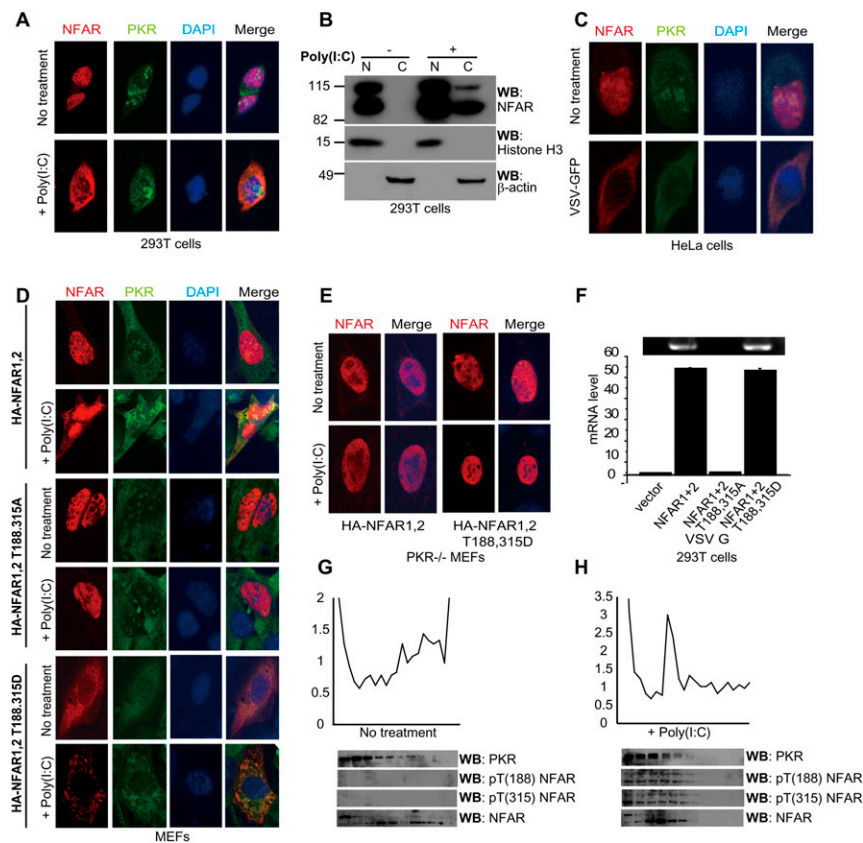 A
NFAR PKR DAPI Merge
No treatment
+ Poly(I:C)
293T cells
B
Poly(I:C) - +
N C N C
115
82
WB:
NFAR
15
WB:
Histone H3
49
WB:
β-actin
293T cells
C
NFAR PKR DAPI Merge
No treatment
VSV-GFP
HeLa cells
D
NFAR PKR DAPI Merge
HA-NFAR1,2
+ Poly(I:C)
HA-NFAR1,2 T188,315A
No treatment
+ Poly(I:C)
HA-NFAR1,2 T188,315D
No treatment
+ Poly(I:C)
MEFs
E
NFAR Merge NFAR Merge
No treatment
+ Poly(I:C)
HA-NFAR1,2 HA-NFAR1,2
T188,315D
PKR-/- MEFs
F
mRNA level
60
50
40
30
20
10
0
-
vector
NFAR1+2
NFAR1+2
T188,315A
NFAR1+2
T188,315D
VSV G
293T cells
G
2
1.5
1
0.5
0
No treatment
WB: PKR
WB: pT(188) NFAR
WB: pT(315) NFAR
WB: NFAR
H
3.5
3
2.5
2
1.5
1
0.5
0
+ Poly(I:C)
WB: PKR
WB: pT(188) NFAR
WB: pT(315) NFAR
WB: NFAR